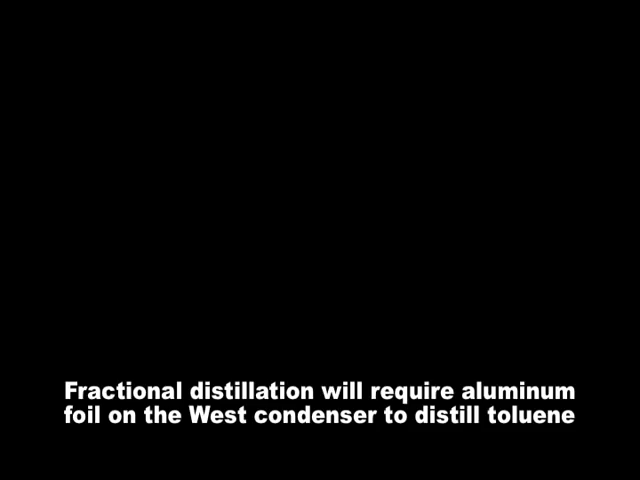 Fractional distillation will require aluminum
foil on the West condenser to distill toluene